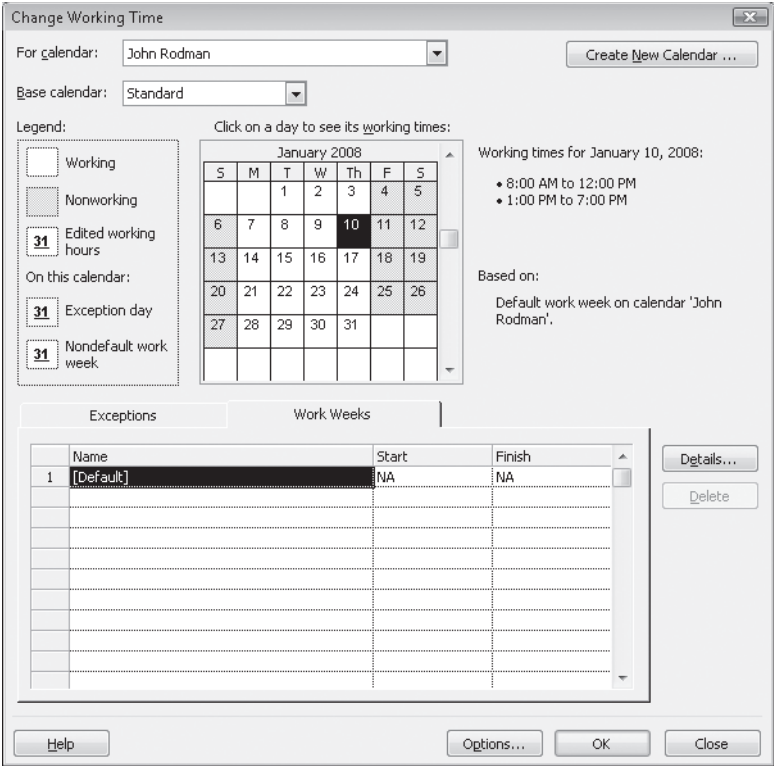 Change Working Time
For calendar: John Rodman
Create New Calendar ...
Base calendar: Standard
Legend:
Working
Nonworking
31 Edited working
hours
On this calendar:
31 Exception day
31 Nondefault work
week
Click on a day to see its working times:
January 2008
S M T W Th F S
1 2 3 4 5
6 7 8 9 10 11 12
13 14 15 16 17 18 19
20 21 22 23 24 25 26
27 28 29 30 31
Working times for January 10, 2008:
• 8:00 AM to 12:00 PM
• 1:00 PM to 7:00 PM
Based on:
Default work week on calendar 'John
Rodman'.
Exceptions Work Weeks
Name Start Finish
1 [Default] NA NA
Details...
Delete
Help Options... OK Close